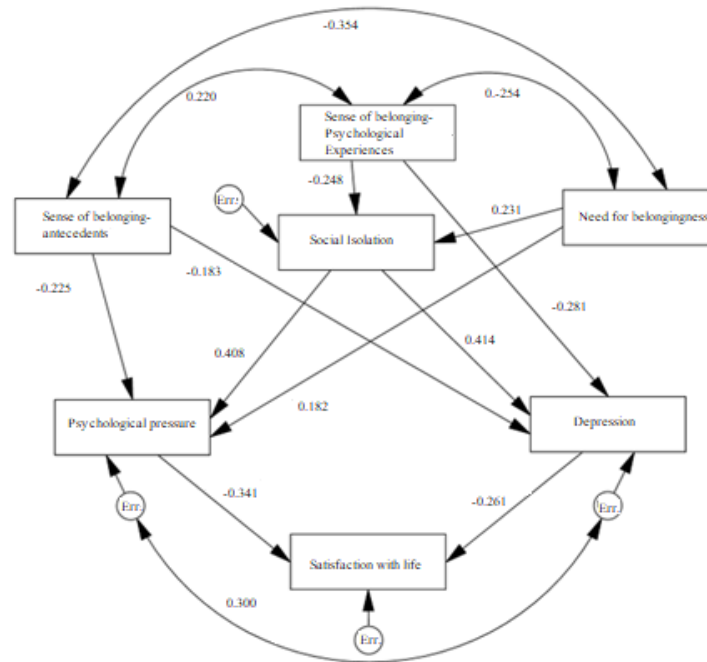 -0.354
0.220
0.-254
Sense of belonging-
Psychological
Experiences
-0.248
Err.
Sense of belonging-
antecedents
Social Isolation
0.231
Need for belongingness
-0.183
-0.225
-0.281
0.408
0.414
0.182
Psychological pressure
Depression
-0.341
-0.261
Err.
Err.
Satisfaction with life
0.300
Err.